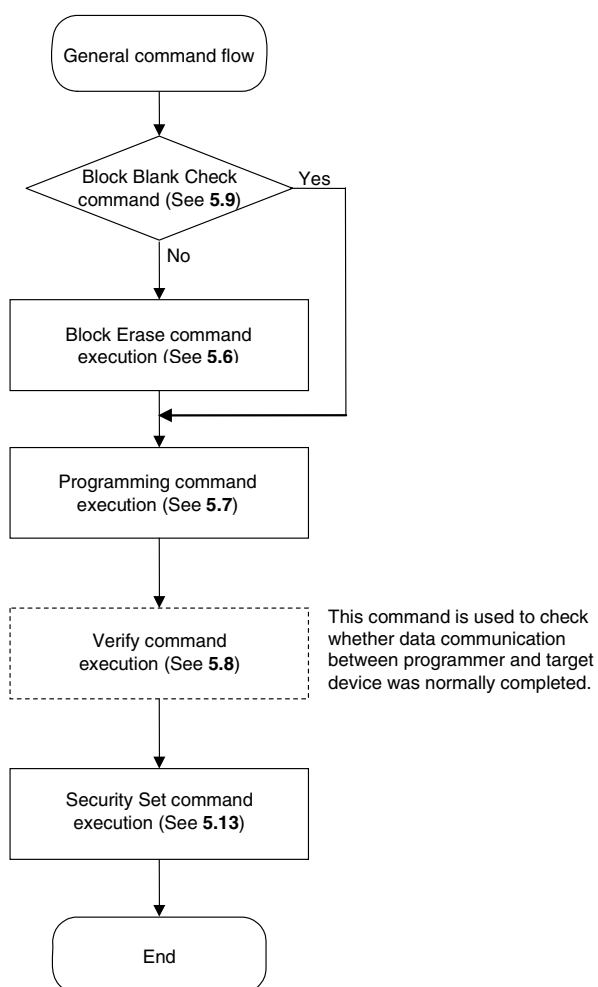 General command flow
Block Blank Check
command (See 5.9)
Yes
No
Block Erase command
execution (See 5.6)
Programming command
execution (See 5.7)
Verify command
execution (See 5.8)
This command is used to check
whether data communication
between programmer and target
device was normally completed.
Security Set command
execution (See 5.13)
End